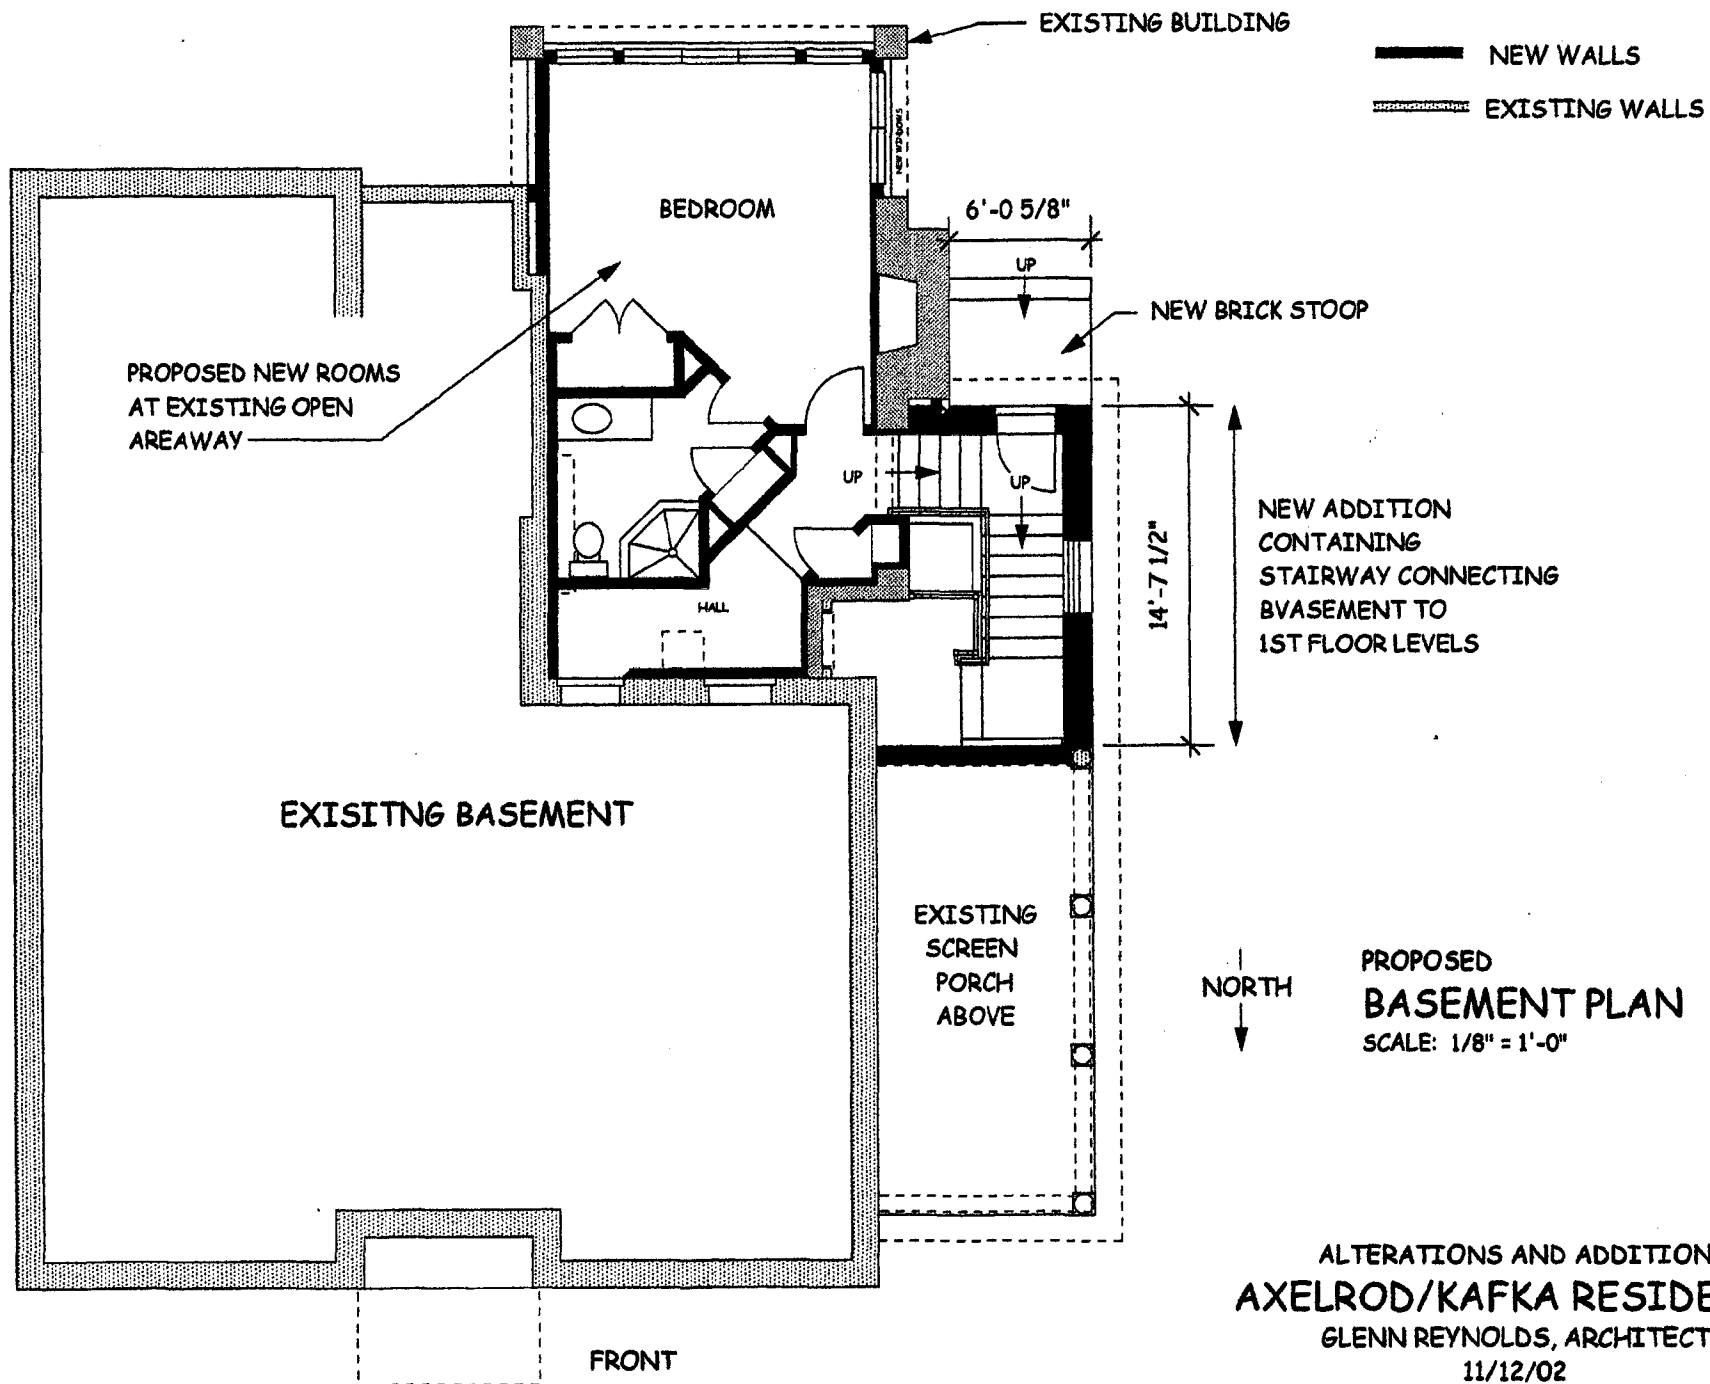 EXISTING BUILDING
NEW WALLS
EXISTING WALLS
NEW WINDOWS
BEDROOM
6'-0 5/8"
UP
NEW BRICK STOOP
PROPOSED NEW ROOMS
AT EXISTING OPEN
AREAWAY
UP
UP
14'-7 1/2"
NEW ADDITION
CONTAINING
STAIRWAY CONNECTING
BVASEMENT TO
1ST FLOOR LEVELS
HALL
EXISITNG BASEMENT
EXISTING
SCREEN
PORCH
ABOVE
NORTH
PROPOSED
BASEMENT PLAN
SCALE: 1/8" = 1'-0"
ALTERATIONS AND ADDITION
AXELROD/KAFKA RESIDE
GLENN REYNOLDS, ARCHITECT
11/12/02
FRONT